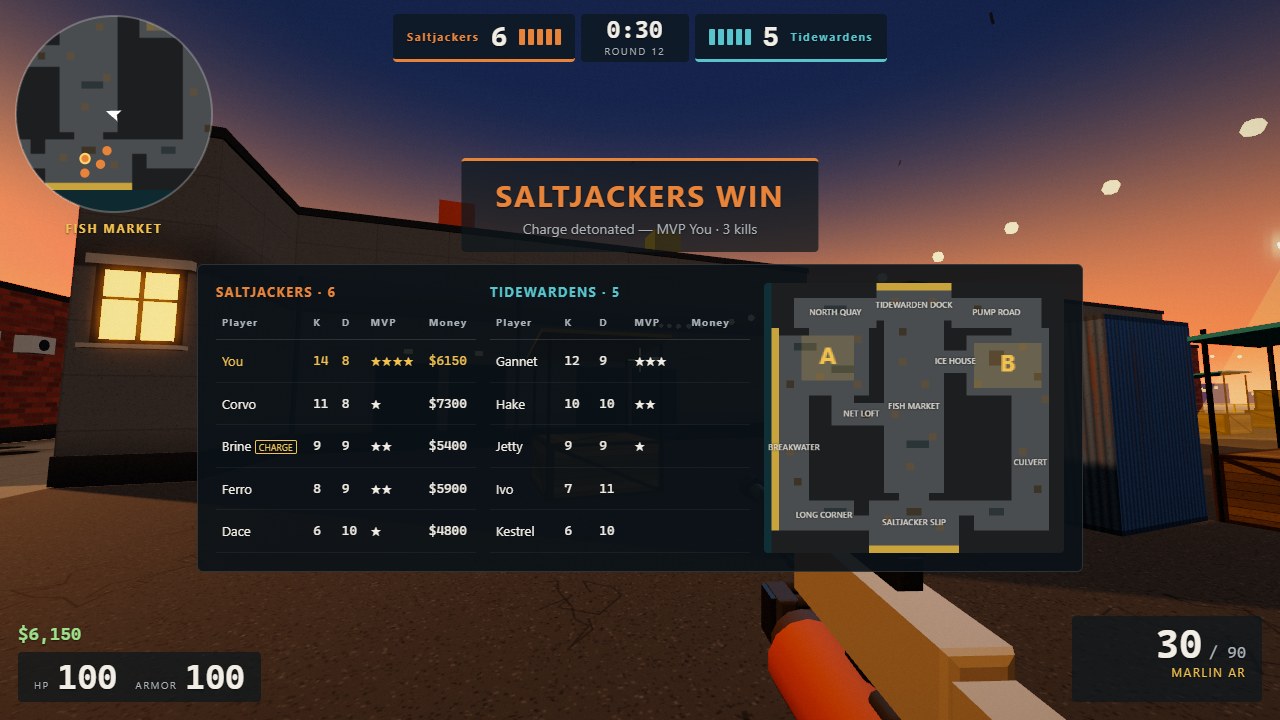 Saltjackers 6
0:30
ROUND 12
5 Tidewardens
FISH MARKET
SALTJACKERS WIN
Charge detonated — MVP You · 3 kills
SALTJACKERS · 6
Player K D MVP Money
You 14 8 ★★★★ $6150
Corvo 11 8 ★ $7300
Brine CHARGE 9 9 ★★ $5400
Ferro 8 9 ★★ $5900
Dace 6 10 ★ $4800
TIDEWARDENS · 5
Player K D MVP Money
Gannet 12 9 ★★★
Hake 10 10 ★★
Jetty 9 9 ★
Ivo 7 11
Kestrel 6 10
TIDEWARDEN DOCK
NORTH QUAY
PUMP ROAD
A
ICE HOUSE
B
NET LOFT
FISH MARKET
BREAKWATER
CULVERT
LONG CORNER
SALTJACKER SLIP
$6,150
HP 100 ARMOR 100
30 / 90
MARLIN AR